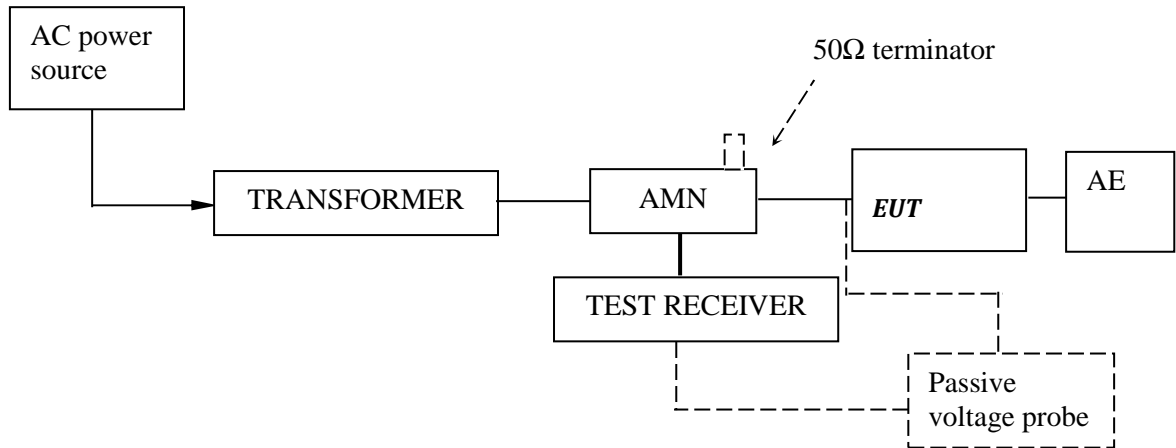 AC power
source
50Ω terminator
TRANSFORMER
AMN
EUT
AE
TEST RECEIVER
Passive
voltage probe